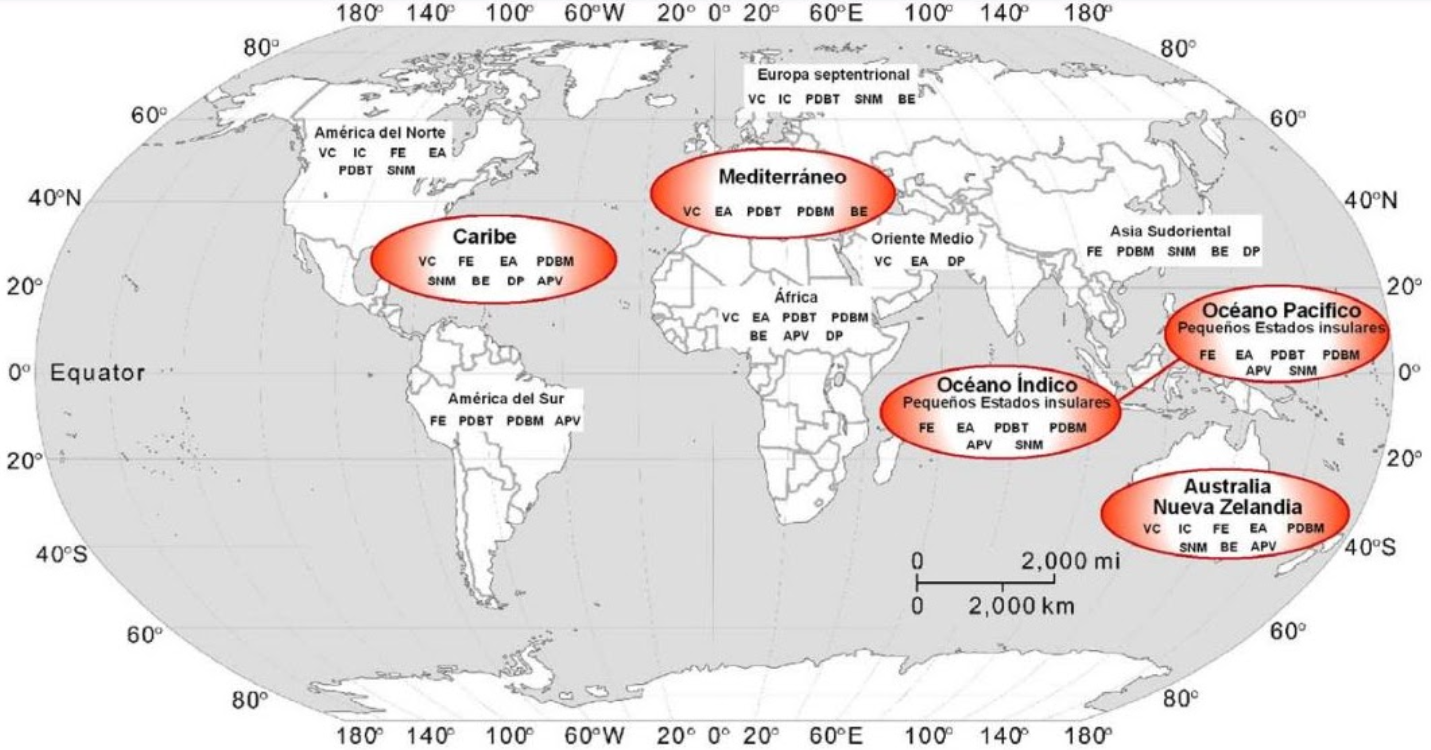 180° 140° 100° 60°W 20° 0° 20° 60°E 100° 140° 180°
80° 80°
Europa septentrional
VC IC PDBT SNM BE
60° 60°
América del Norte
VC IC FE EA
PDBT SNM
Mediterráneo
VC EA PDBT PDBM BE
40°N 40°N
Caribe
VC FE EA PDBM
SNM BE DP APV
Oriente Medio
VC EA DP
Asia Sudoriental
FE PDBM SNM BE DP
20° 20°
África
VC EA PDBT PDBM
BE APV DP
Océano Pacifico
Pequeños Estados insulares
FE EA PDBT PDBM
APV SNM
0° Equator 0°
América del Sur
FE PDBT PDBM APV
Océano Índico
Pequeños Estados insulares
FE EA PDBT PDBM
APV SNM
20° 20°
Australia
Nueva Zelandia
VC IC FE EA PDBM
SNM BE APV
40°S 40°S
0 2,000 mi
0 2,000 km
60° 60°
80° 80°
180° 140° 100° 60°W 20° 0° 20° 60°E 100° 140° 180°